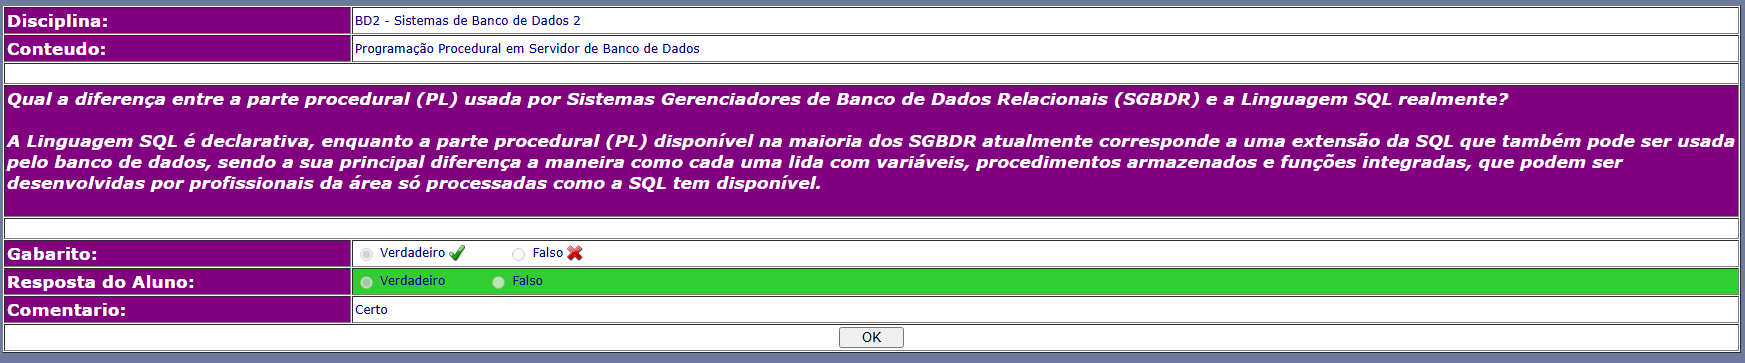 Disciplina: BD2 - Sistemas de Banco de Dados 2
Conteudo: Programação Procedural em Servidor de Banco de Dados
Qual a diferença entre a parte procedural (PL) usada por Sistemas Gerenciadores de Banco de Dados Relacionais (SGBDR) e a Linguagem SQL realmente?
A Linguagem SQL é declarativa, enquanto a parte procedural (PL) disponível na maioria dos SGBDR atualmente corresponde a uma extensão da SQL que também pode ser usada
pelo banco de dados, sendo a sua principal diferença a maneira como cada uma lida com variáveis, procedimentos armazenados e funções integradas, que podem ser
desenvolvidas por profissionais da área só processadas como a SQL tem disponível.
Gabarito: Verdadeiro Falso
Resposta do Aluno: Verdadeiro Falso
Comentario: Certo
OK